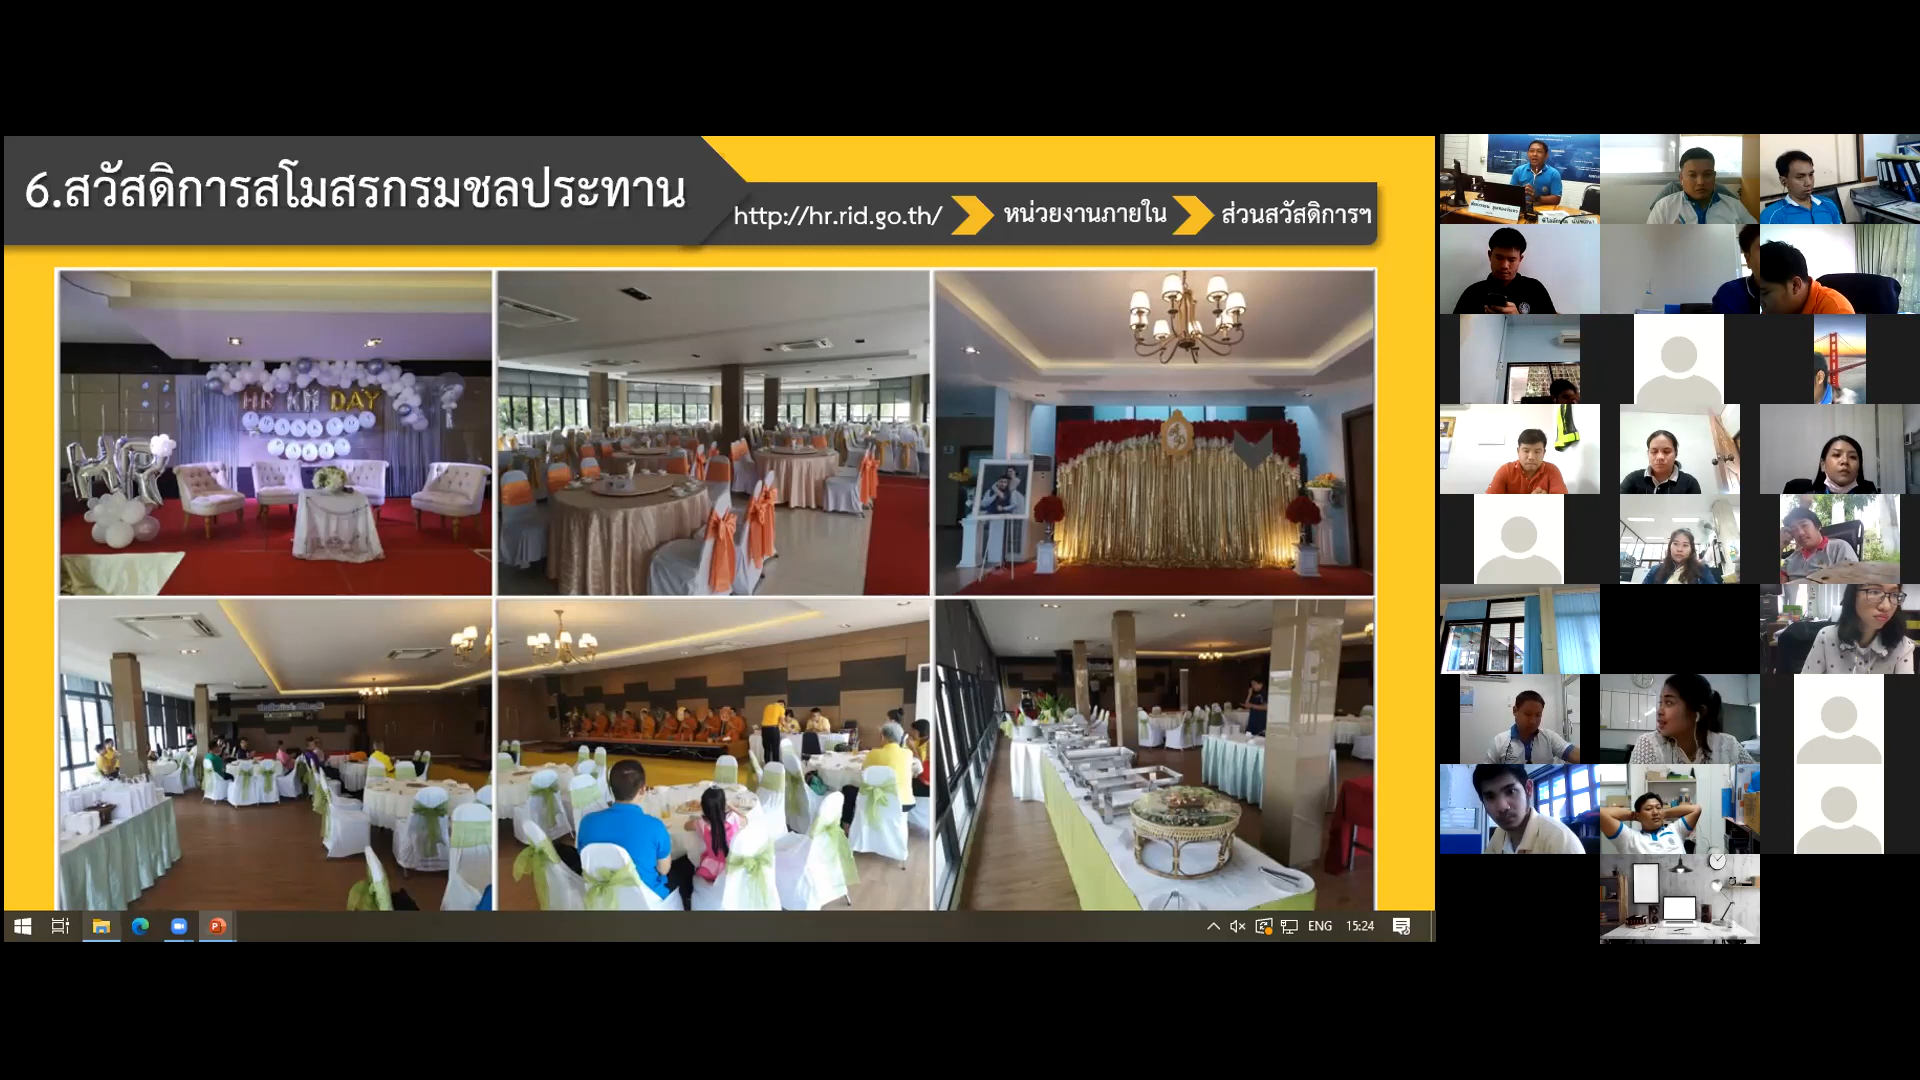 6.สวัสดิการสโมสรกรมชลประทาน
http://hr.rid.go.th/
หน่วยงานภายใน
ส่วนสวัสดิการฯ
HR KM DAY
HR
ENG
15:24